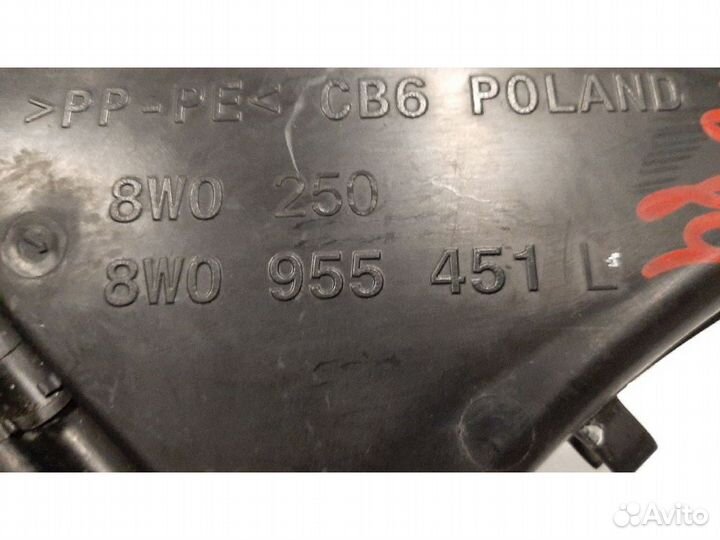 >PP-PE< CB6 POLAND
8W0 250
8W0 955 451 L
Avito